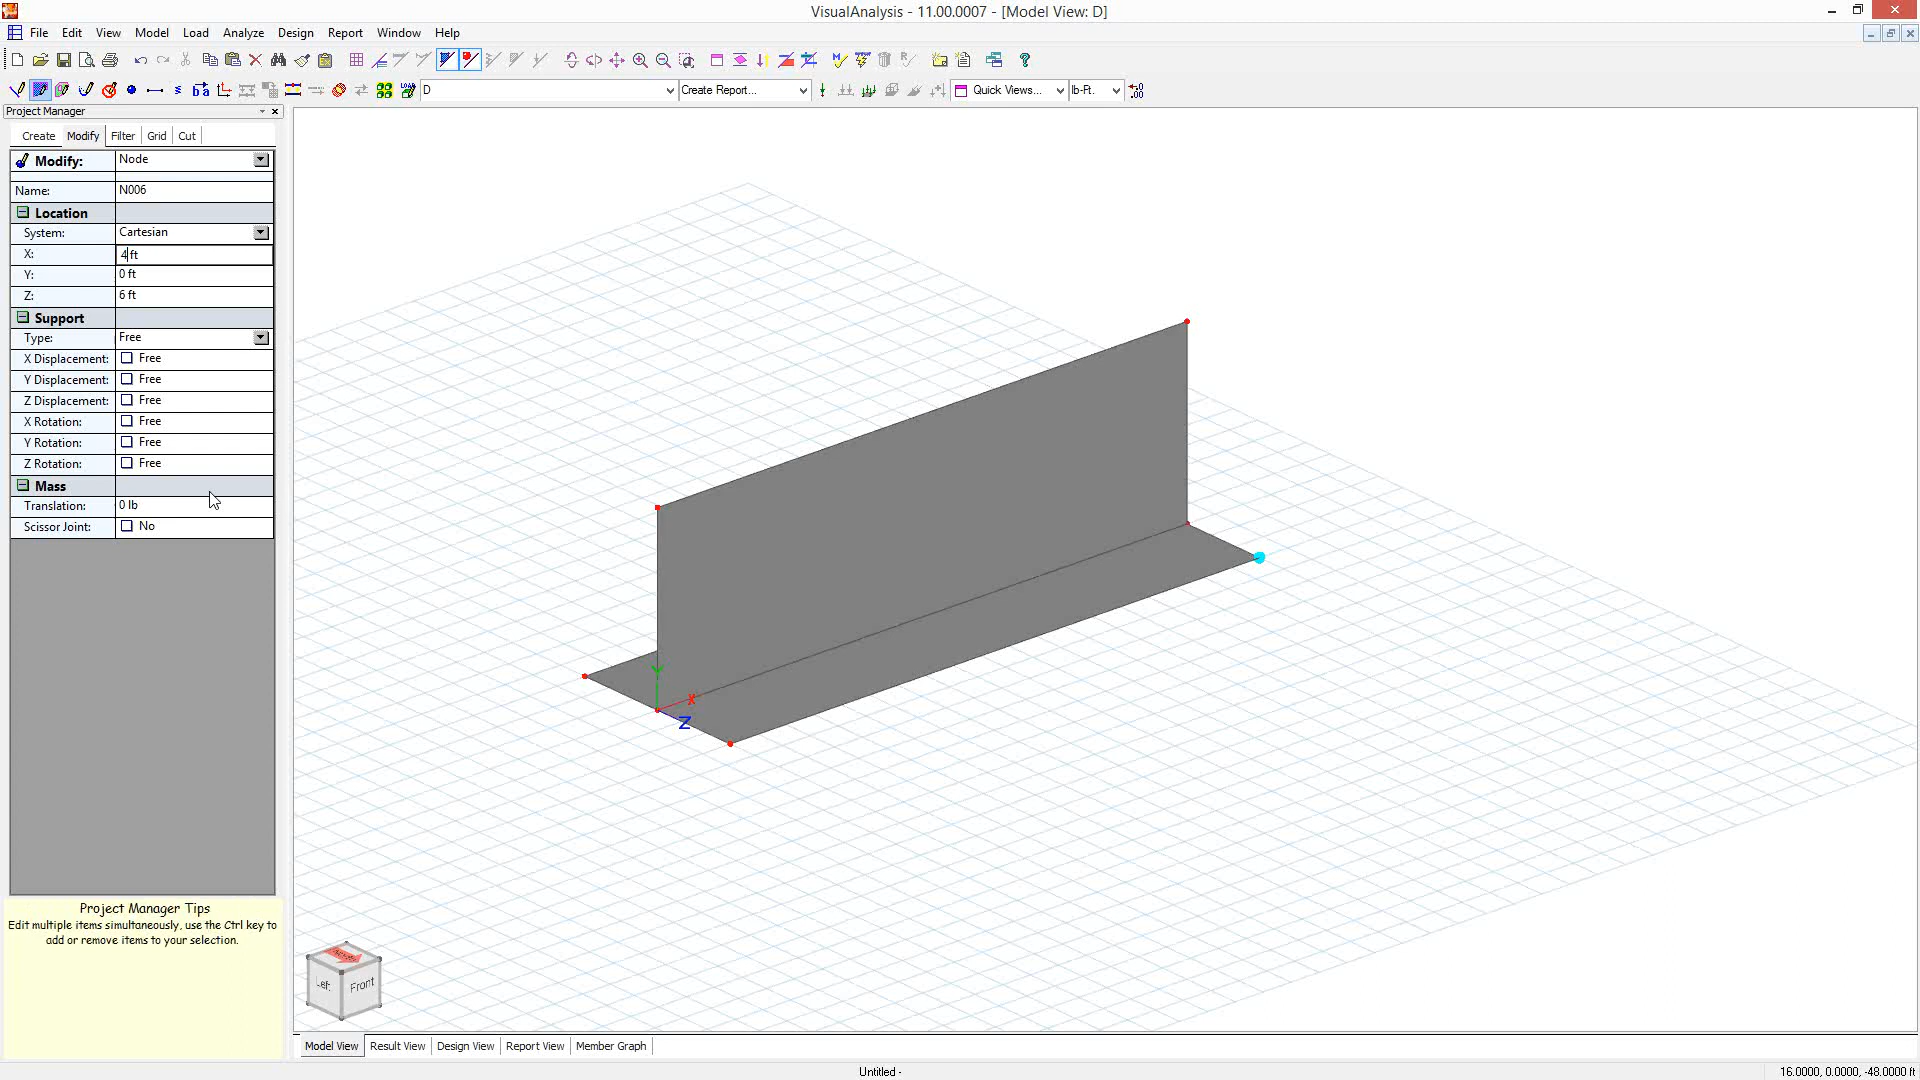 VisualAnalysis - 11.00.0007 - [Model View: D]
File Edit View Model Load Analyze Design Report Window Help
D Create Report... Quick Views... lb-Ft.
Project Manager
Create Modify Filter Grid Cut
Modify: Node
Name: N006
Location
System: Cartesian
X: 4 ft
Y: 0 ft
Z: 6 ft
Support
Type: Free
X Displacement: Free
Y Displacement: Free
Z Displacement: Free
X Rotation: Free
Y Rotation: Free
Z Rotation: Free
Mass
Translation: 0 lb
Scissor Joint: No
Y
X
Z
Project Manager Tips
Edit multiple items simultaneously, use the Ctrl key to
add or remove items to your selection.
Left Front
Model View Result View Design View Report View Member Graph
Untitled -
16.0000, 0.0000, -48.0000 ft